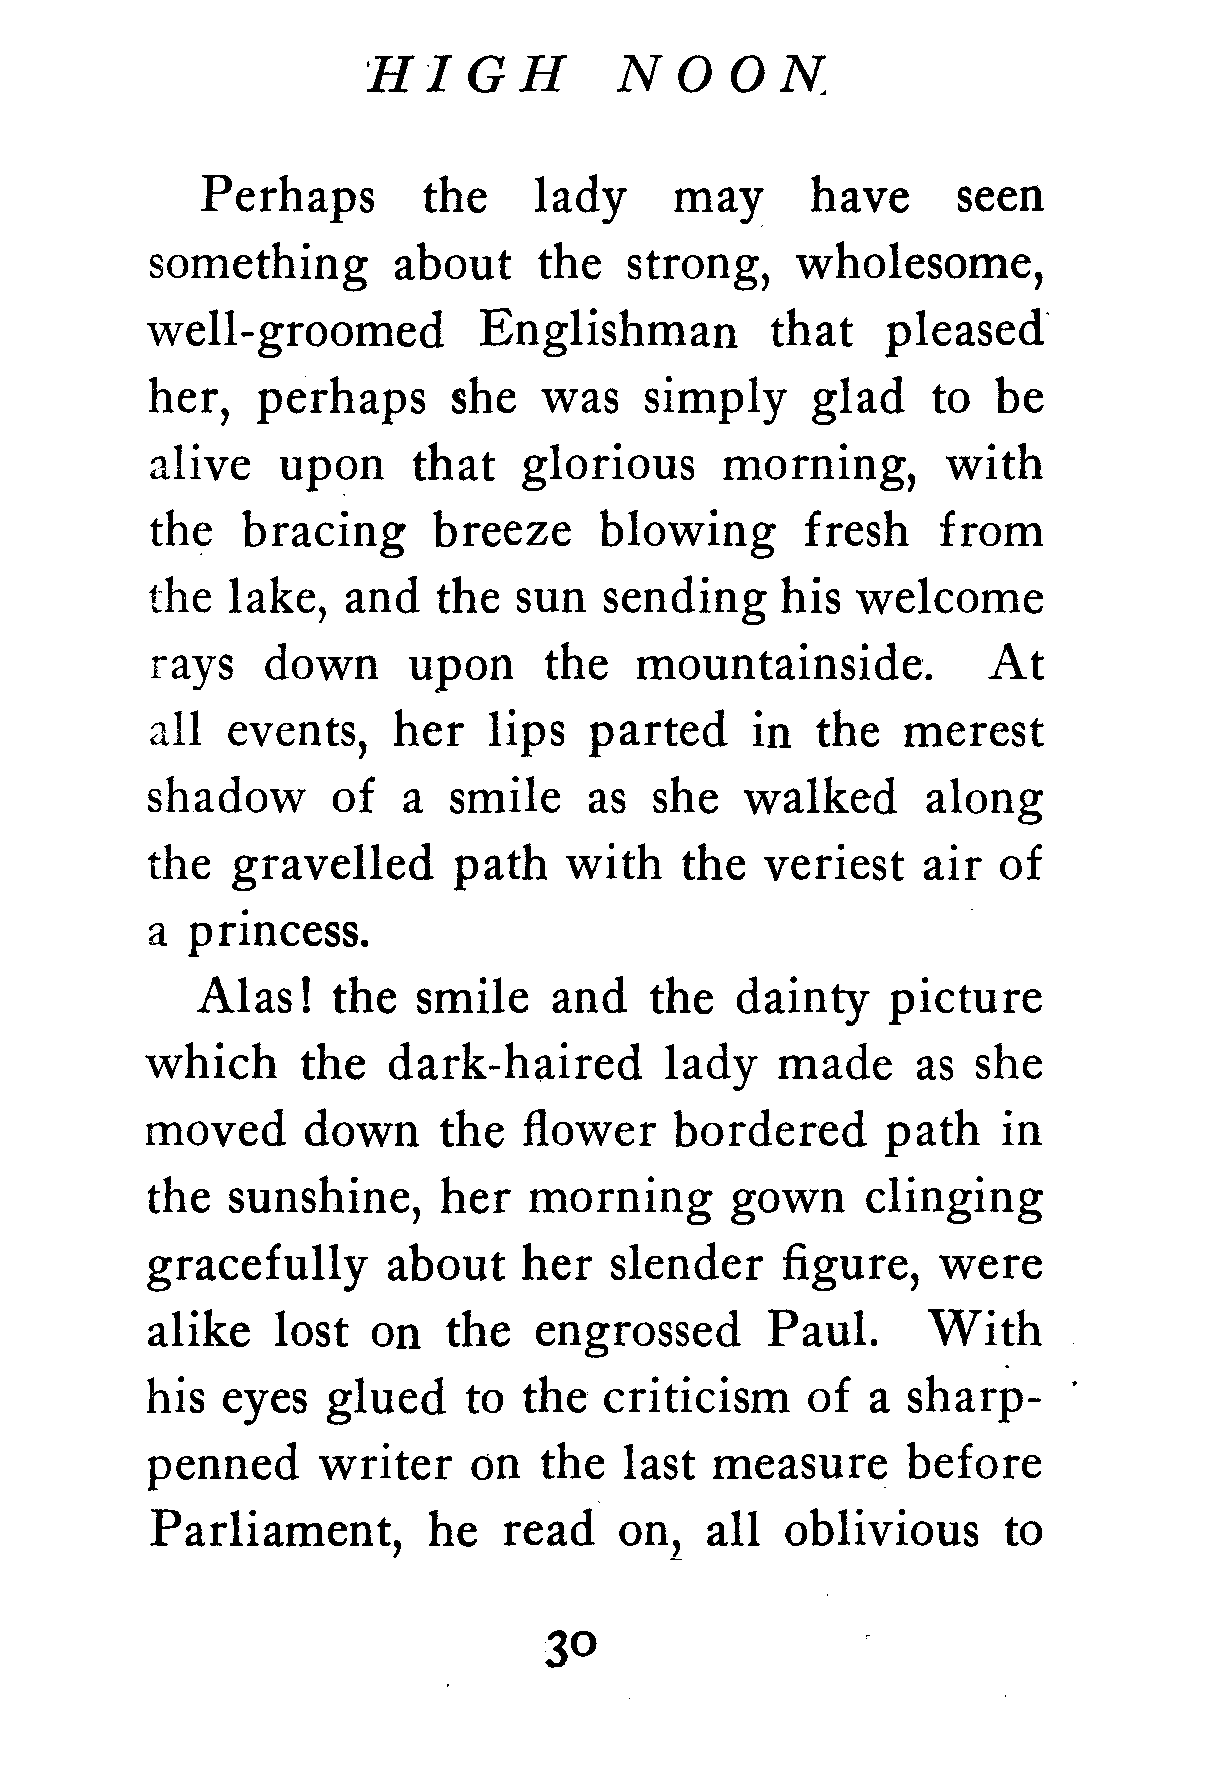 HIGH NOON
Perhaps the lady may have seen
something about the strong, wholesome,
well-groomed Englishman that pleased
her, perhaps she was simply glad to be
alive upon that glorious morning, with
the bracing breeze blowing fresh from
the lake, and the sun sending his welcome
rays down upon the mountainside. At
all events, her lips parted in the merest
shadow of a smile as she walked along
the gravelled path with the veriest air of
a princess.
Alas! the smile and the dainty picture
which the dark-haired lady made as she
moved down the flower bordered path in
the sunshine, her morning gown clinging
gracefully about her slender figure, were
alike lost on the engrossed Paul. With
his eyes glued to the criticism of a sharp-
penned writer on the last measure before
Parliament, he read on, all oblivious to
30